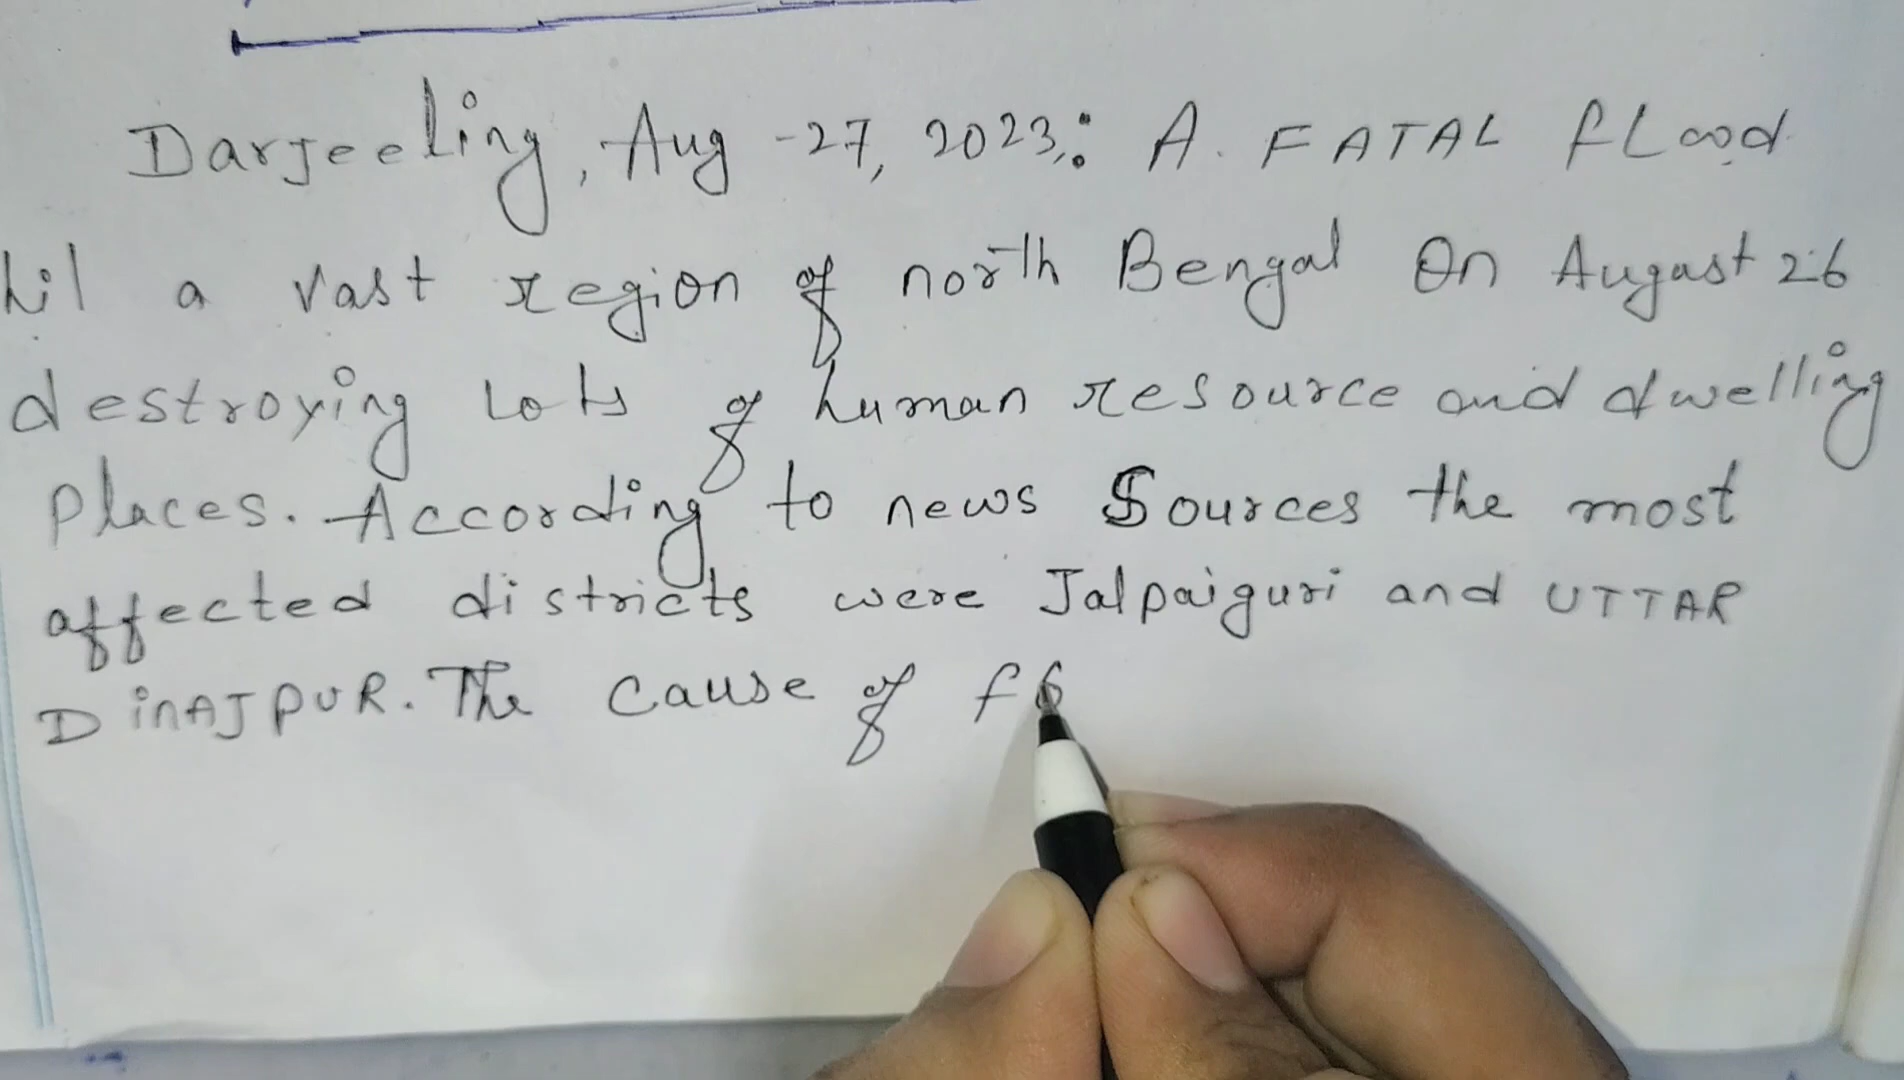 Darjeeling, Aug -27, 2023,: A. FATAL fLood
hit a vast region of north Bengal On August 26
destroying Lots of human resource and dwelling
places. According to news Sources the most
affected districts were Jalpaiguri and UTTAR
DinAJpUR. The Cause of